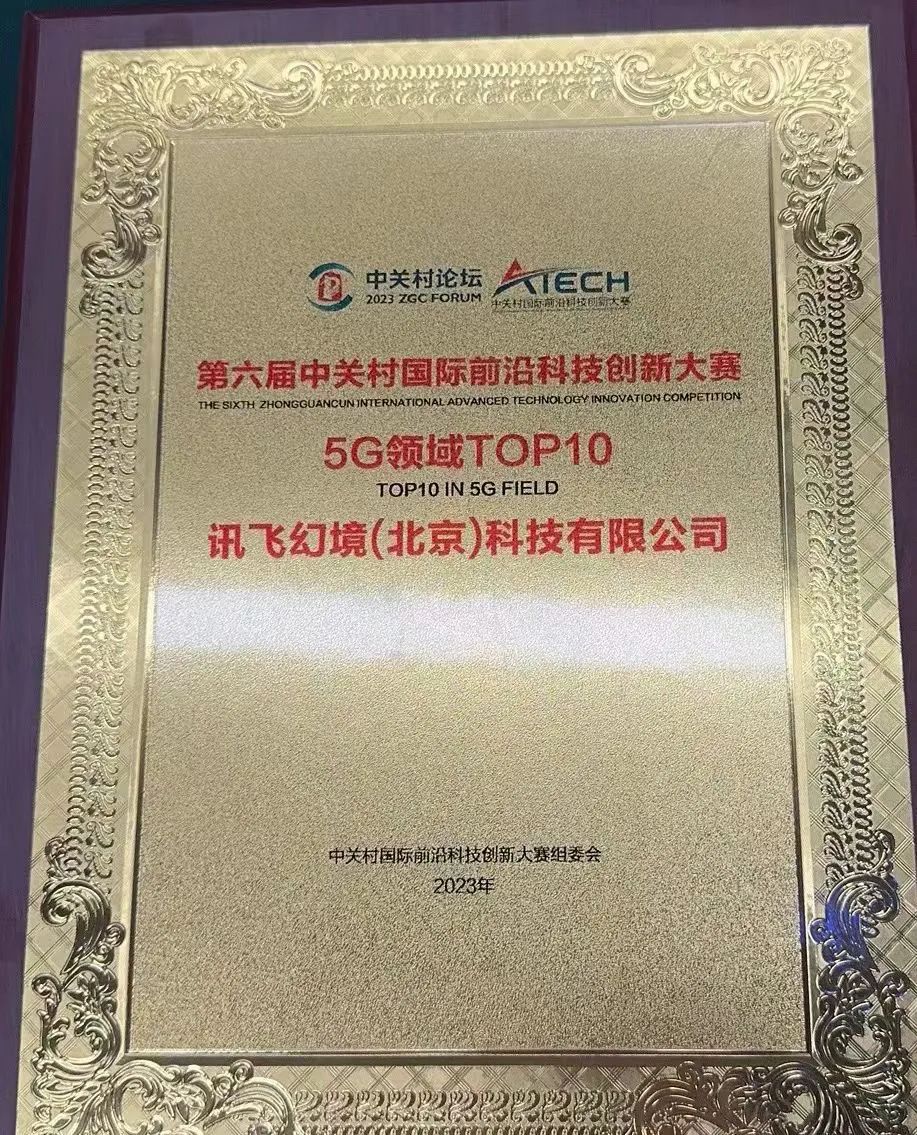 中关村论坛
2023 ZGC FORUM
ATECH
中关村国际前沿科技创新大赛
第六届中关村国际前沿科技创新大赛
THE SIXTH ZHONGGUANCUN INTERNATIONAL ADVANCED TECHNOLOGY INNOVATION COMPETITION
5G领域TOP10
TOP10 IN 5G FIELD
讯飞幻境(北京)科技有限公司
中关村国际前沿科技创新大赛组委会
2023年